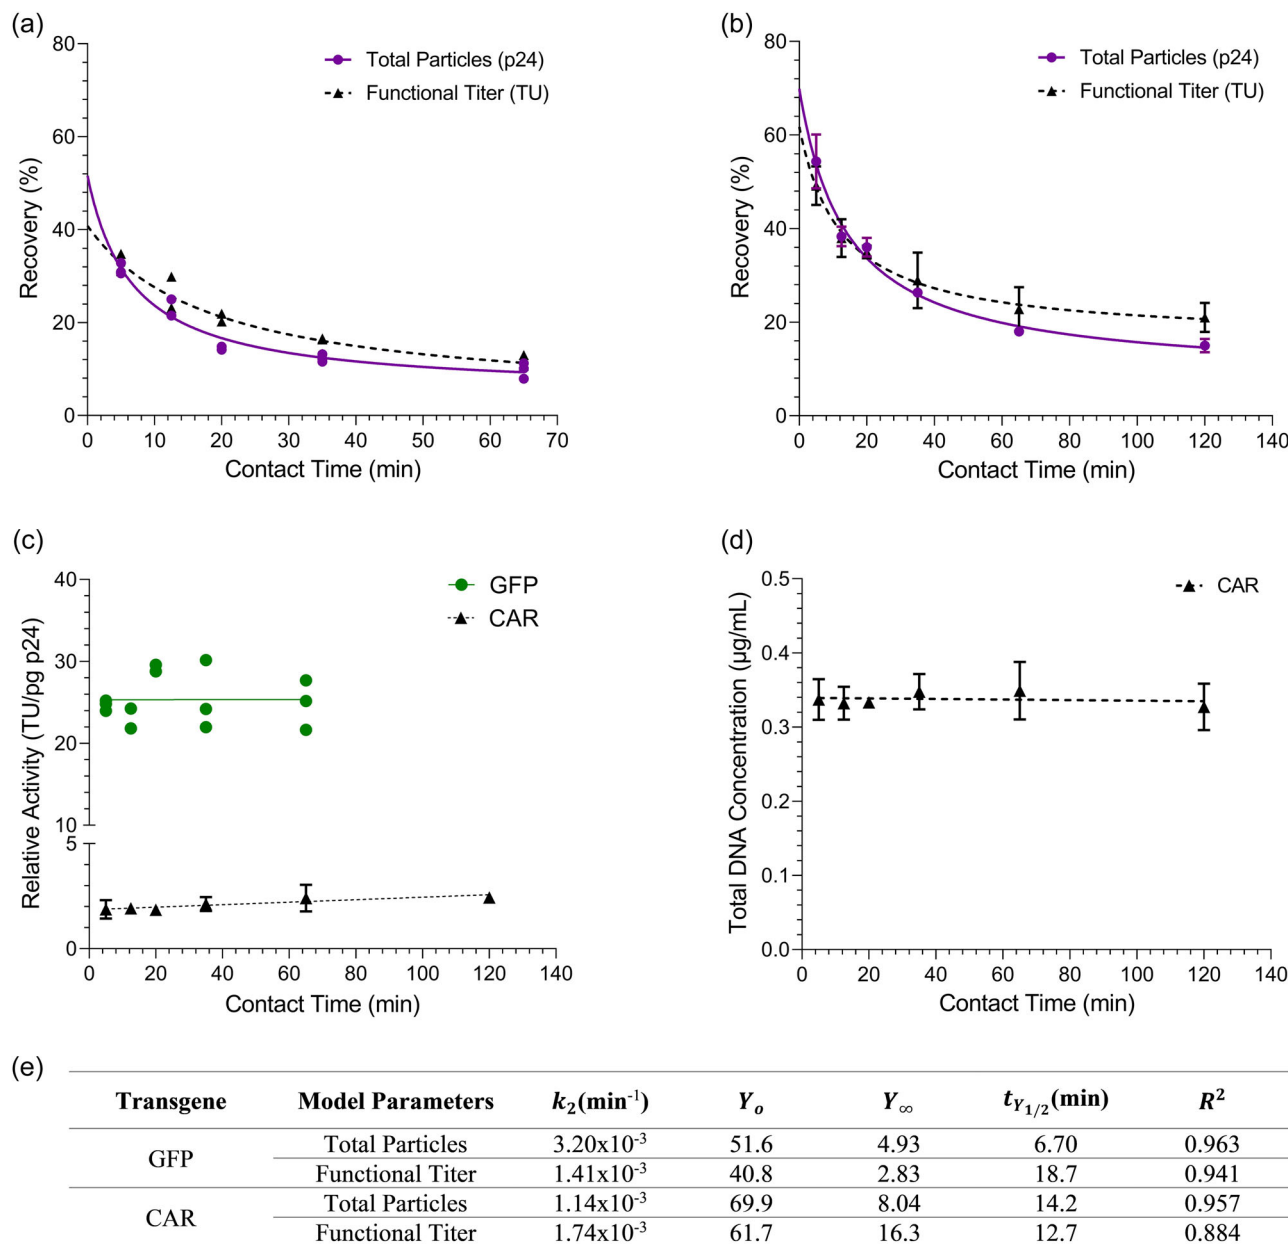 (a)
80
60
40
20
0
Recovery (%)
Total Particles (p24)
Functional Titer (TU)
0 10 20 30 40 50 60 70
Contact Time (min)
(b)
80
60
40
20
0
Recovery (%)
Total Particles (p24)
Functional Titer (TU)
0 20 40 60 80 100 120 140
Contact Time (min)
(c)
40
30
20
10
5
0
Relative Activity (TU/pg p24)
GFP
CAR
0 20 40 60 80 100 120 140
Contact Time (min)
(d)
0.5
0.4
0.3
0.2
0.1
0.0
Total DNA Concentration (µg/mL)
CAR
0 20 40 60 80 100 120 140
Contact Time (min)
(e)
Transgene Model Parameters k₂(min⁻¹) Yₒ Y∞ t_{Y_{1/2}}(min) R²
GFP
Total Particles 3.20x10⁻³ 51.6 4.93 6.70 0.963
Functional Titer 1.41x10⁻³ 40.8 2.83 18.7 0.941
CAR
Total Particles 1.14x10⁻³ 69.9 8.04 14.2 0.957
Functional Titer 1.74x10⁻³ 61.7 16.3 12.7 0.884